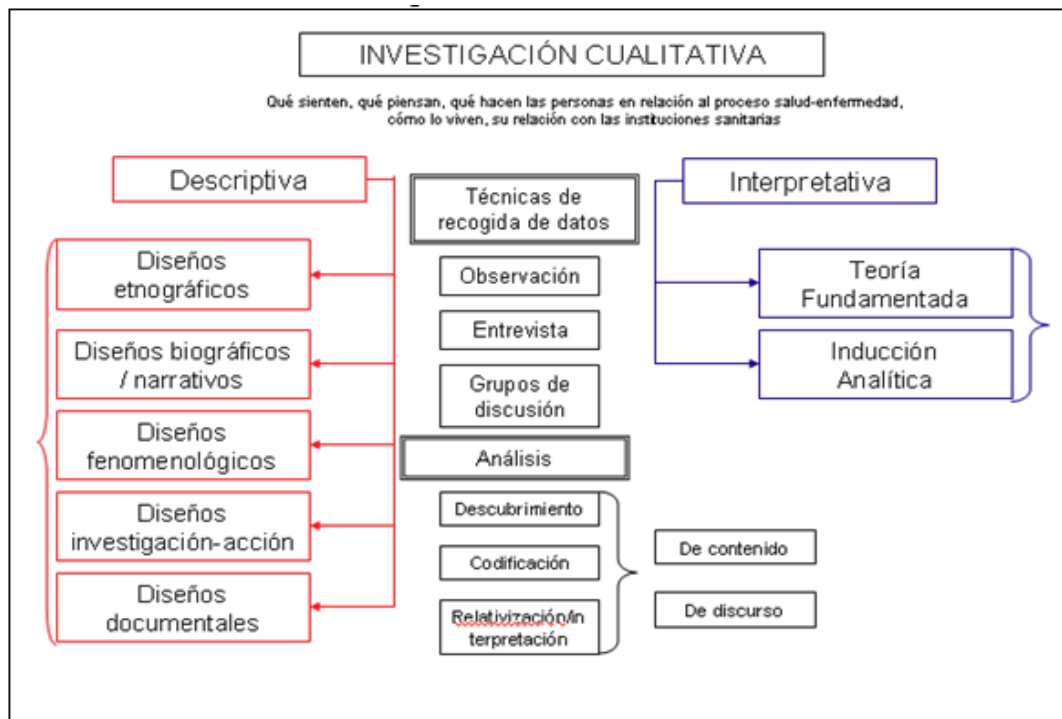 INVESTIGACIÓN CUALITATIVA
Qué sienten, qué piensan, qué hacen las personas en relación al proceso salud-enfermedad,
cómo lo viven, su relación con las instituciones sanitarias
Descriptiva
Diseños
etnográficos
Diseños biográficos
/ narrativos
Diseños
fenomenológicos
Diseños
investigación-acción
Diseños
documentales
Técnicas de
recogida de datos
Observación
Entrevista
Grupos de
discusión
Análisis
Descubrimiento
Codificación
Relativización/in
terpretación
De contenido
De discurso
Interpretativa
Teoría
Fundamentada
Inducción
Analítica